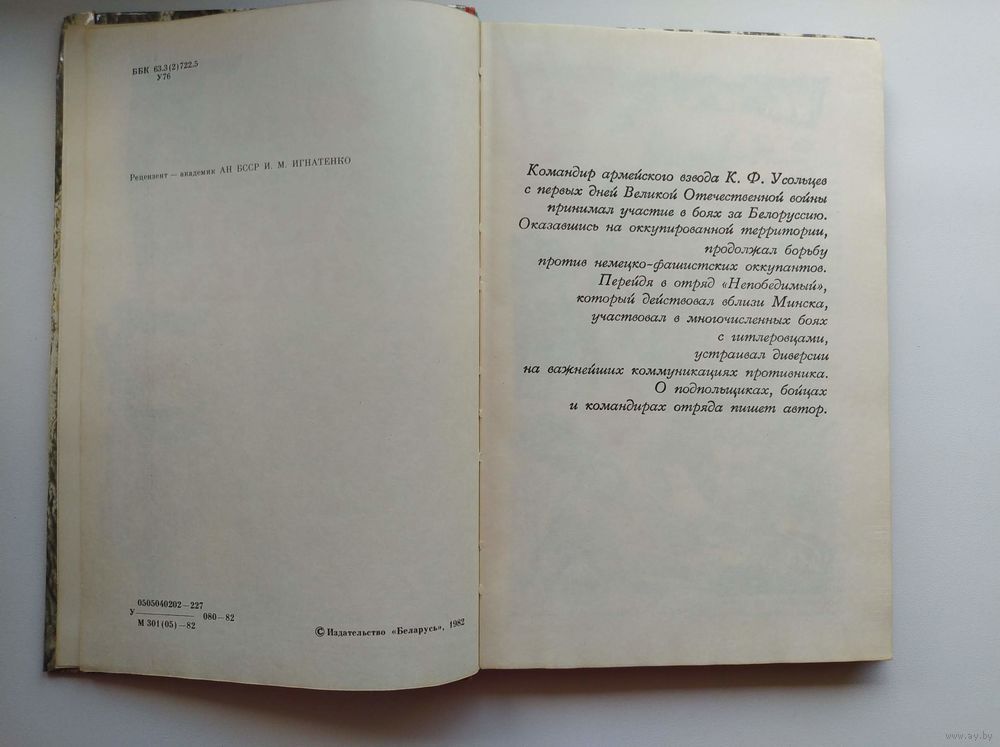 ББК 63.3(2)722.5
У76
Рецензент — академик АН БССР И. М. ИГНАТЕНКО
0505040202—227
У 080—82
М 301(05)—82
© Издательство «Беларусь», 1982
Командир армейского взвода К. Ф. Усольцев
с первых дней Великой Отечественной войны
принимал участие в боях за Белоруссию.
Оказавшись на оккупированной территории,
продолжал борьбу
против немецко-фашистских оккупантов.
Перейдя в отряд «Непобедимый»,
который действовал вблизи Минска,
участвовал в многочисленных боях
с гитлеровцами,
устраивал диверсии
на важнейших коммуникациях противника.
О подпольщиках, бойцах
и командирах отряда пишет автор.
www.ay.by